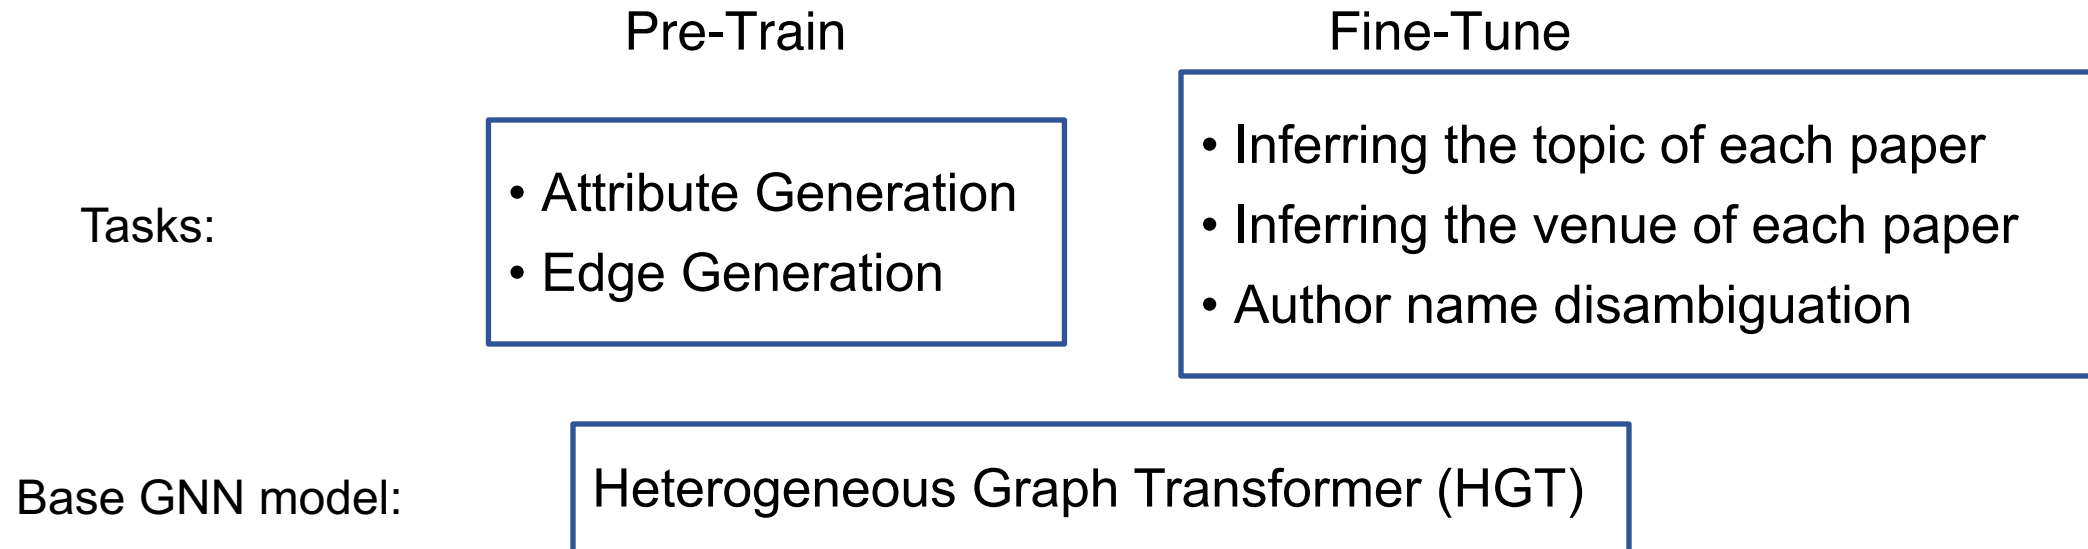 Pre-Train
Fine-Tune
Tasks:
• Attribute Generation
• Edge Generation
• Inferring the topic of each paper
• Inferring the venue of each paper
• Author name disambiguation
Base GNN model:
Heterogeneous Graph Transformer (HGT)